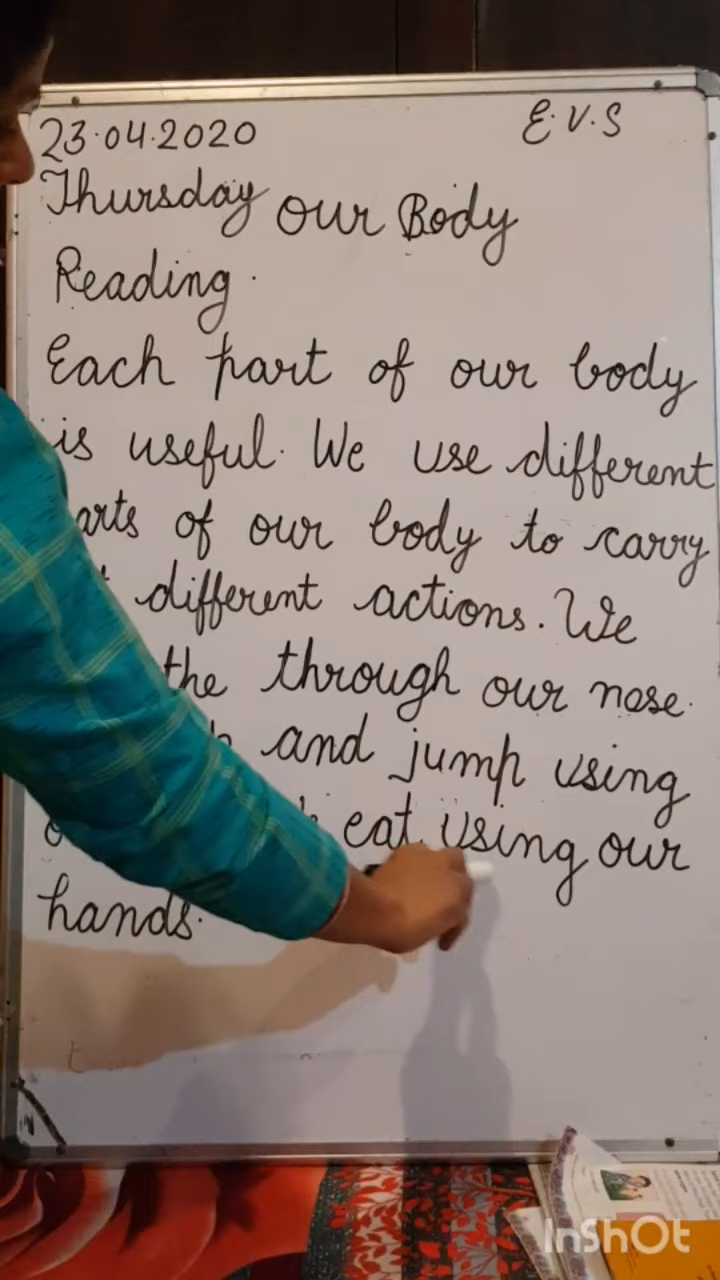 23.04.2020 E.V.S
Thursday Our Body
Reading.
Each part of our body
is useful. We use different
arts of our body to carry
different actions. We
the through our nose.
and jump using
eat using our
hands.
InShOt